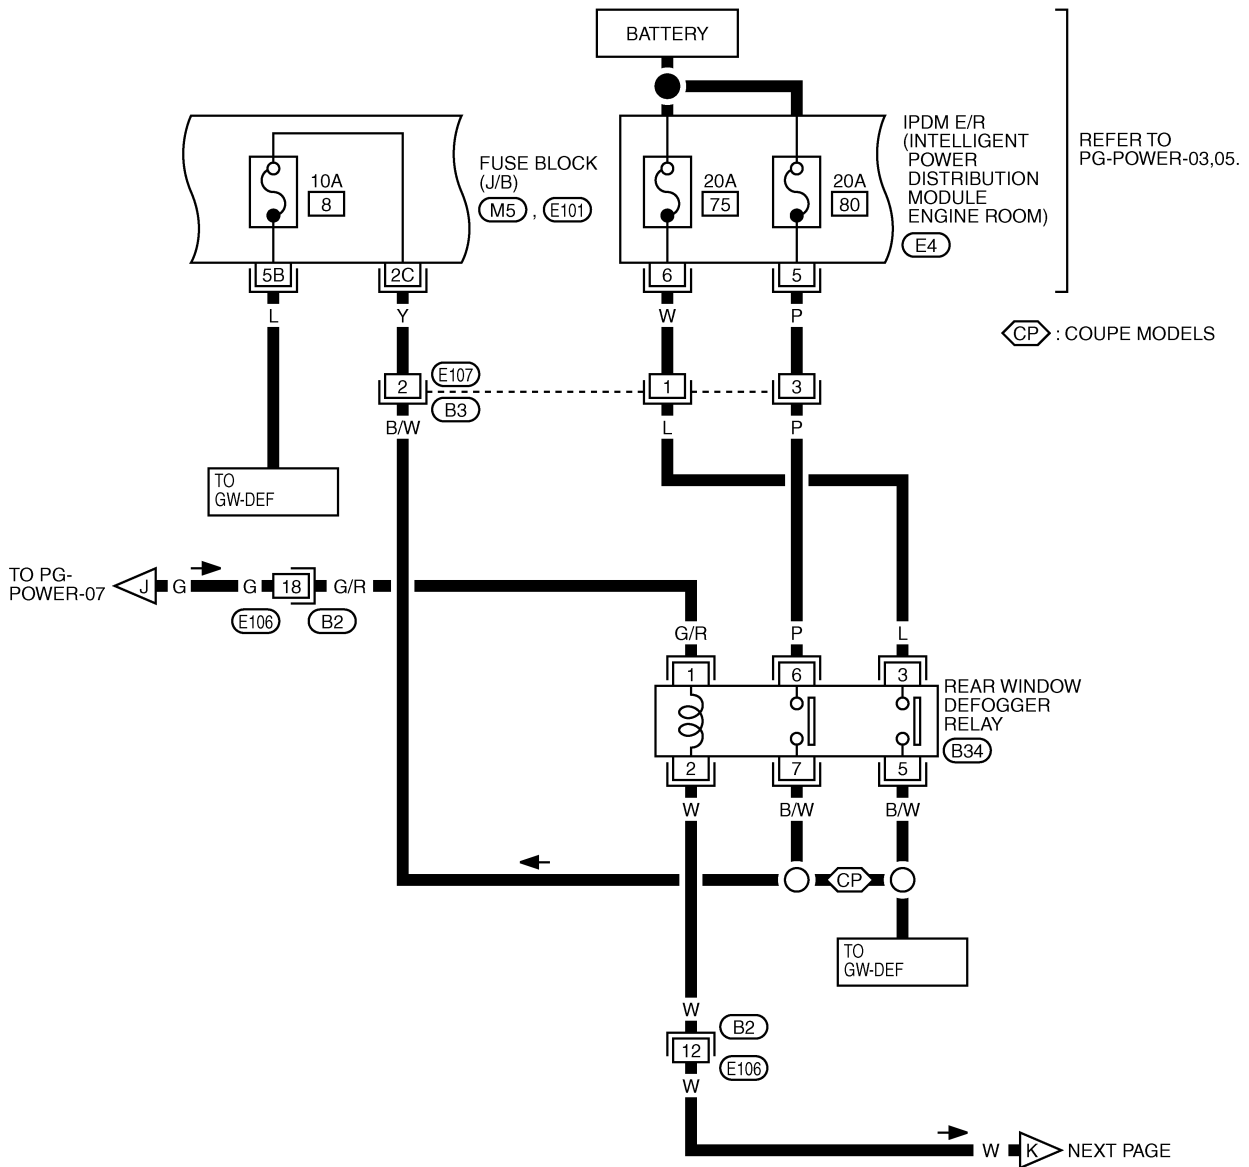 BATTERY
IPDM E/R
(INTELLIGENT
POWER
DISTRIBUTION
MODULE
ENGINE ROOM)
E4
REFER TO
PG-POWER-03,05.
FUSE BLOCK
(J/B)
M5 , E101
10A
8
20A
75
20A
80
5B
2C
6
5
L
Y
W
P
CP : COUPE MODELS
2
E107
B3
1
3
B/W
L
P
TO
GW-DEF
TO PG-
POWER-07
J
G
G
18
G/R
E106
B2
G/R
P
L
1
6
3
REAR WINDOW
DEFOGGER
RELAY
B34
2
7
5
W
B/W
B/W
CP
TO
GW-DEF
W
B2
12
E106
W
W
K
NEXT PAGE